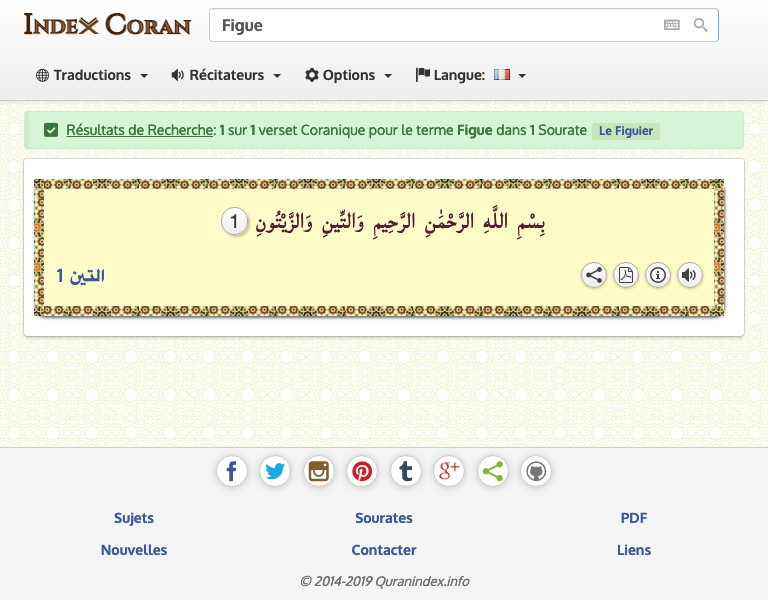 Index Coran
Figue
Traductions
Récitateurs
Options
Langue:
Résultats de Recherche: 1 sur 1 verset Coranique pour le terme Figue dans 1 Sourate Le Figuier
بِسْمِ اللَّهِ الرَّحْمَٰنِ الرَّحِيمِ وَالتِّينِ وَالزَّيْتُونِ 1
التين 1
Sujets Sourates PDF
Nouvelles Contacter Liens
© 2014-2019 Quranindex.info